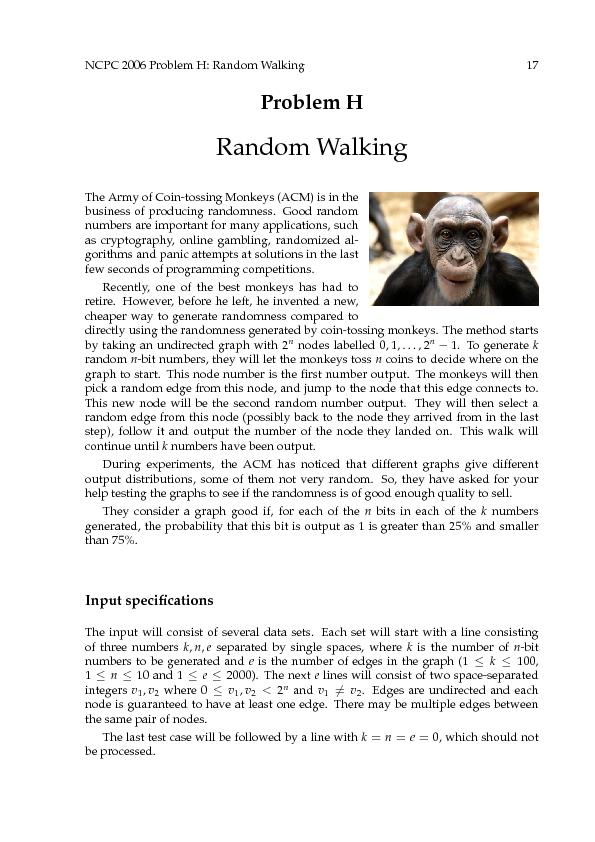 NCPC 2006 Problem H: Random Walking 17
Problem H
Random Walking
The Army of Coin-tossing Monkeys (ACM) is in the
business of producing randomness. Good random
numbers are important for many applications, such
as cryptography, online gambling, randomized al-
gorithms and panic attempts at solutions in the last
few seconds of programming competitions.
Recently, one of the best monkeys has had to
retire. However, before he left, he invented a new,
cheaper way to generate randomness compared to
directly using the randomness generated by coin-tossing monkeys. The method starts
by taking an undirected graph with 2ⁿ nodes labelled 0, 1, . . . , 2ⁿ − 1. To generate k
random n-bit numbers, they will let the monkeys toss n coins to decide where on the
graph to start. This node number is the first number output. The monkeys will then
pick a random edge from this node, and jump to the node that this edge connects to.
This new node will be the second random number output. They will then select a
random edge from this node (possibly back to the node they arrived from in the last
step), follow it and output the number of the node they landed on. This walk will
continue until k numbers have been output.
During experiments, the ACM has noticed that different graphs give different
output distributions, some of them not very random. So, they have asked for your
help testing the graphs to see if the randomness is of good enough quality to sell.
They consider a graph good if, for each of the n bits in each of the k numbers
generated, the probability that this bit is output as 1 is greater than 25% and smaller
than 75%.
Input specifications
The input will consist of several data sets. Each set will start with a line consisting
of three numbers k, n, e separated by single spaces, where k is the number of n-bit
numbers to be generated and e is the number of edges in the graph (1 ≤ k ≤ 100,
1 ≤ n ≤ 10 and 1 ≤ e ≤ 2000). The next e lines will consist of two space-separated
integers v₁, v₂ where 0 ≤ v₁, v₂ < 2ⁿ and v₁ ≠ v₂. Edges are undirected and each
node is guaranteed to have at least one edge. There may be multiple edges between
the same pair of nodes.
The last test case will be followed by a line with k = n = e = 0, which should not
be processed.